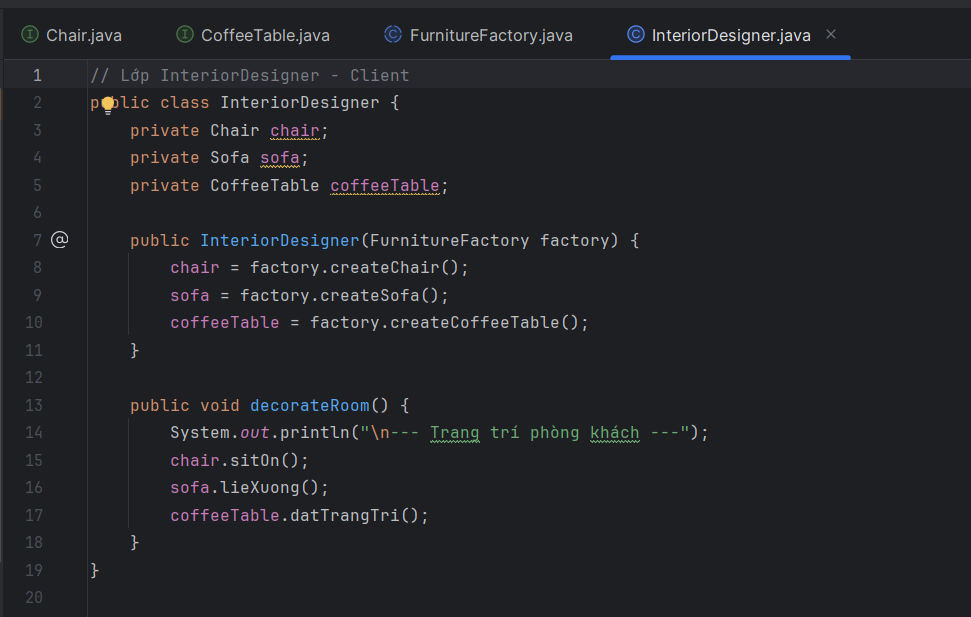 Chair.java CoffeeTable.java FurnitureFactory.java InteriorDesigner.java
1 // Lớp InteriorDesigner - Client
2 public class InteriorDesigner {
3 private Chair chair;
4 private Sofa sofa;
5 private CoffeeTable coffeeTable;
6
7 public InteriorDesigner(FurnitureFactory factory) {
8 chair = factory.createChair();
9 sofa = factory.createSofa();
10 coffeeTable = factory.createCoffeeTable();
11 }
12
13 public void decorateRoom() {
14 System.out.println("\n--- Trang trí phòng khách ---");
15 chair.sitOn();
16 sofa.lieXuong();
17 coffeeTable.datTrangTri();
18 }
19 }
20